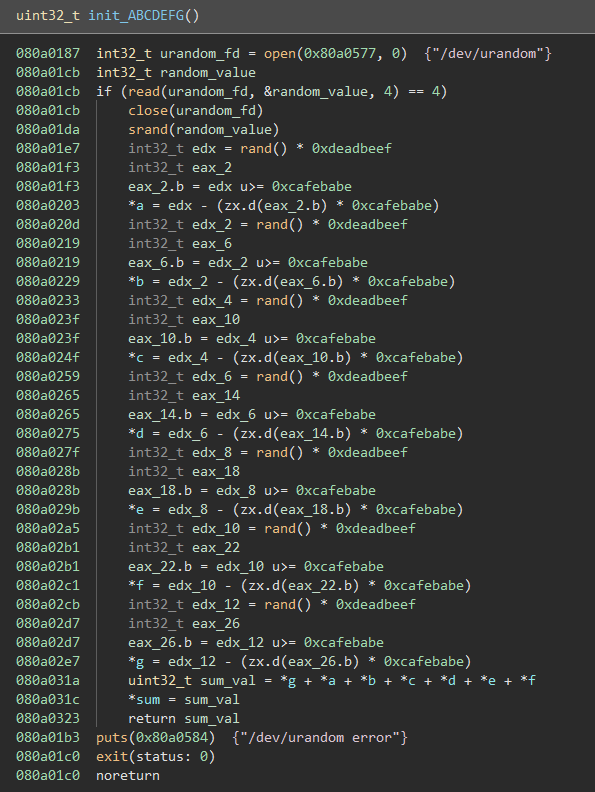 uint32_t init_ABCDEFG()
080a0187 int32_t urandom_fd = open(0x80a0577, 0) {"/dev/urandom"}
080a01cb int32_t random_value
080a01cb if (read(urandom_fd, &random_value, 4) == 4)
080a01cb close(urandom_fd)
080a01da srand(random_value)
080a01e7 int32_t edx = rand() * 0xdeadbeef
080a01f3 int32_t eax_2
080a01f3 eax_2.b = edx u>= 0xcafebabe
080a0203 *a = edx - (zx.d(eax_2.b) * 0xcafebabe)
080a020d int32_t edx_2 = rand() * 0xdeadbeef
080a0219 int32_t eax_6
080a0219 eax_6.b = edx_2 u>= 0xcafebabe
080a0229 *b = edx_2 - (zx.d(eax_6.b) * 0xcafebabe)
080a0233 int32_t edx_4 = rand() * 0xdeadbeef
080a023f int32_t eax_10
080a023f eax_10.b = edx_4 u>= 0xcafebabe
080a024f *c = edx_4 - (zx.d(eax_10.b) * 0xcafebabe)
080a0259 int32_t edx_6 = rand() * 0xdeadbeef
080a0265 int32_t eax_14
080a0265 eax_14.b = edx_6 u>= 0xcafebabe
080a0275 *d = edx_6 - (zx.d(eax_14.b) * 0xcafebabe)
080a027f int32_t edx_8 = rand() * 0xdeadbeef
080a028b int32_t eax_18
080a028b eax_18.b = edx_8 u>= 0xcafebabe
080a029b *e = edx_8 - (zx.d(eax_18.b) * 0xcafebabe)
080a02a5 int32_t edx_10 = rand() * 0xdeadbeef
080a02b1 int32_t eax_22
080a02b1 eax_22.b = edx_10 u>= 0xcafebabe
080a02c1 *f = edx_10 - (zx.d(eax_22.b) * 0xcafebabe)
080a02cb int32_t edx_12 = rand() * 0xdeadbeef
080a02d7 int32_t eax_26
080a02d7 eax_26.b = edx_12 u>= 0xcafebabe
080a02e7 *g = edx_12 - (zx.d(eax_26.b) * 0xcafebabe)
080a031a uint32_t sum_val = *g + *a + *b + *c + *d + *e + *f
080a031c *sum = sum_val
080a0323 return sum_val
080a01b3 puts(0x80a0584) {"/dev/urandom error"}
080a01c0 exit(status: 0)
080a01c0 noreturn